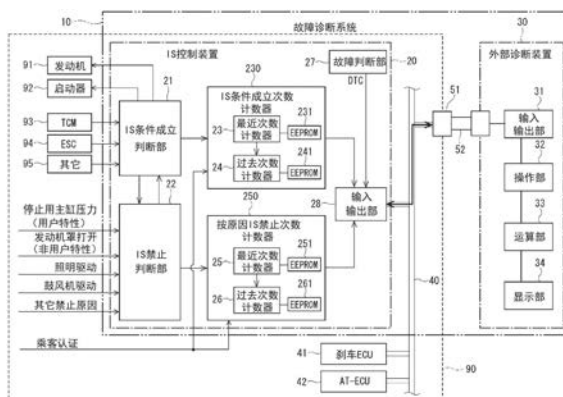 10
故障诊断系统
30
IS控制装置
20
外部诊断装置
91
发动机
92
启动器
93
TCM
94
ESC
95
其它
21
IS条件成立
判断部
22
IS禁止
判断部
停止用主缸压力
(用户特性)
发动机罩打开
(非用户特性)
照明驱动
鼓风机驱动
其它禁止原因
乘客认证
230
IS条件成立次数
计数器
23
最近次数
计数器
231
EEPROM
24
过去次数
计数器
241
EEPROM
250
按原因IS禁止次数
计数器
25
最近次数
计数器
251
EEPROM
26
过去次数
计数器
261
EEPROM
27
故障判断部
DTC
28
输入
输出部
51
52
31
输入
输出部
32
操作部
33
运算部
34
显示部
40
41
刹车ECU
42
AT-ECU
90